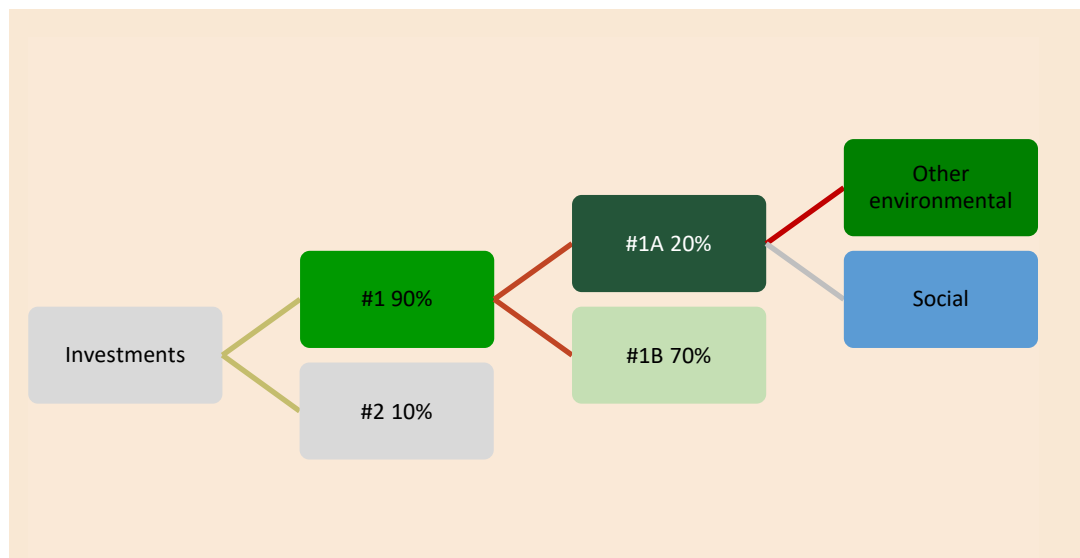 Investments
#1 90%
#2 10%
#1A 20%
#1B 70%
Other
environmental
Social